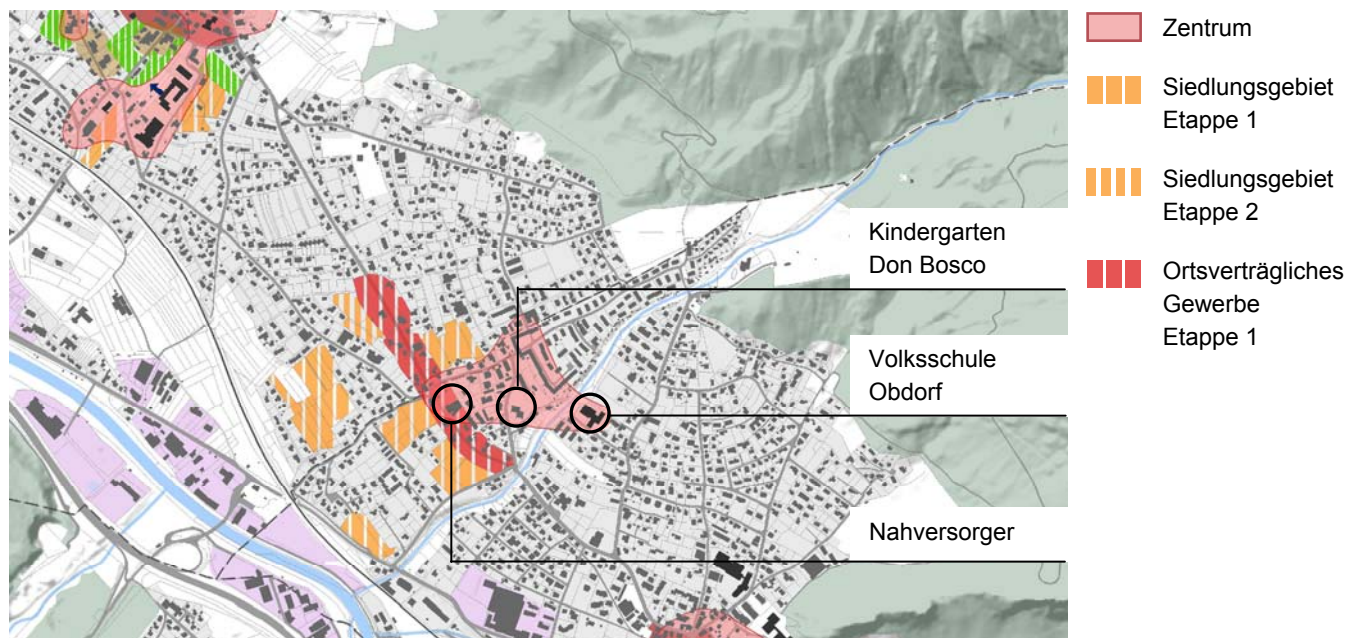 Zentrum
Siedlungsgebiet
Etappe 1
Siedlungsgebiet
Etappe 2
Ortsverträgliches
Gewerbe
Etappe 1
Kindergarten
Don Bosco
Volksschule
Obdorf
Nahversorger